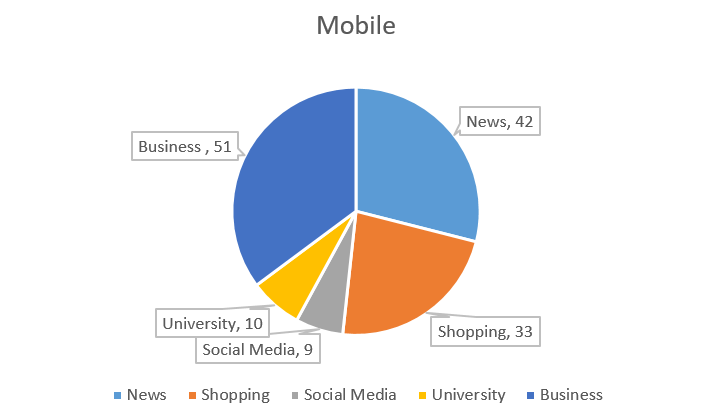 Mobile
News, 42
Business , 51
University, 10
Shopping, 33
Social Media, 9
News Shopping Social Media University Business